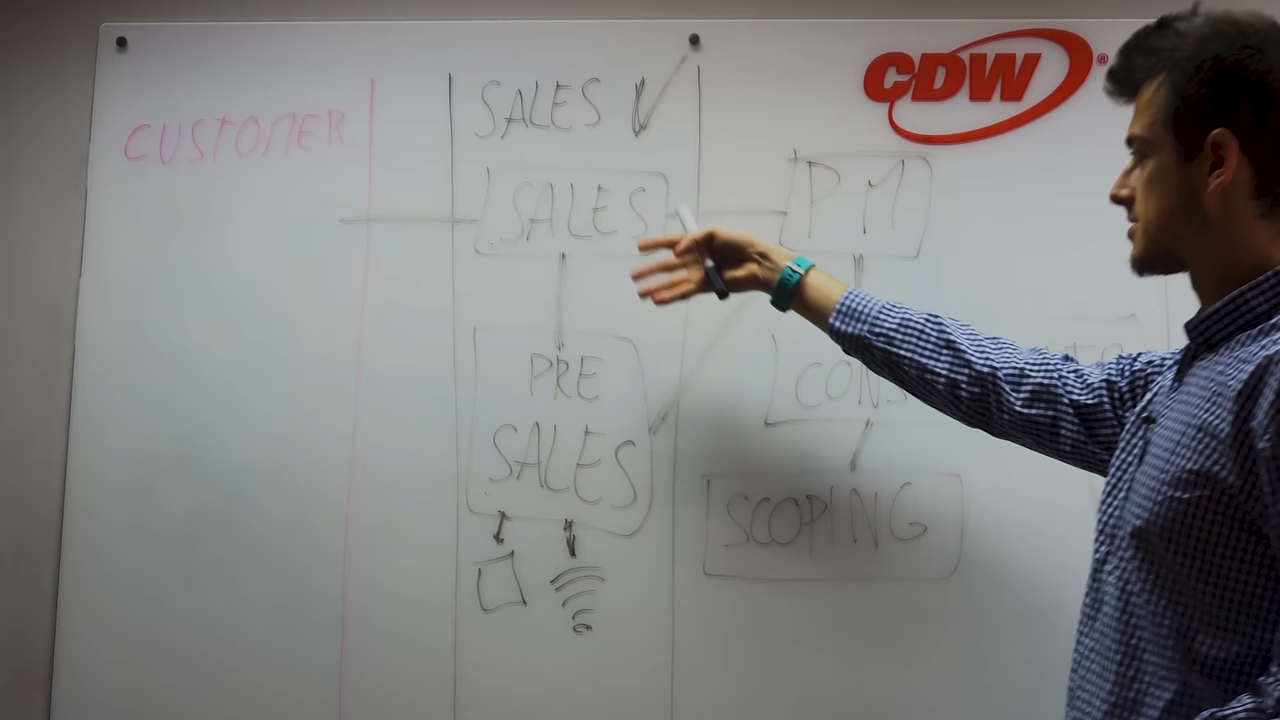 CUSTOMER
SALES
CDW®
SALES
PM
PRE
SALES
CONS
SCOPING